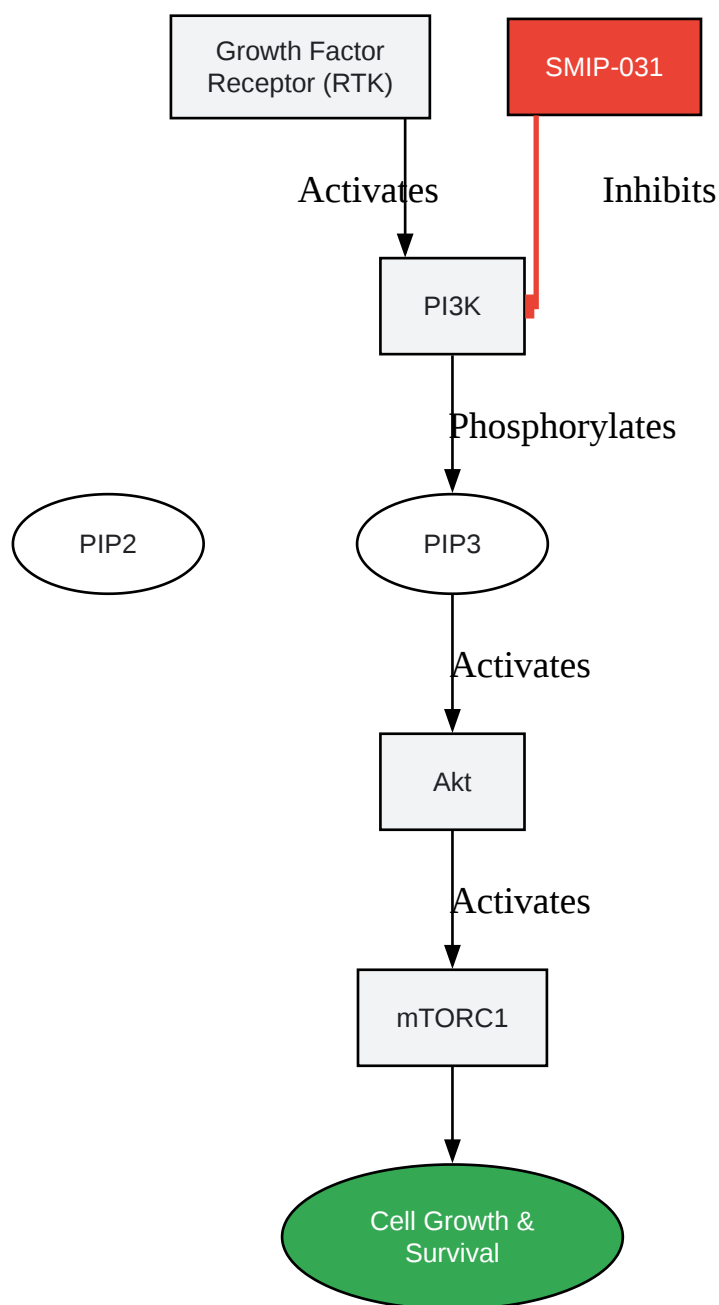 Growth Factor
Receptor (RTK)
SMIP-031
Activates
Inhibits
PI3K
Phosphorylates
PIP2
PIP3
Activates
Akt
Activates
mTORC1
Cell Growth &
Survival